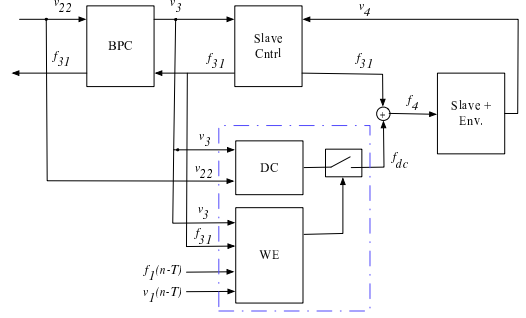 v22 v3 v4
BPC Slave Cntrl
f31 f31 f31
+ f4 Slave + Env.
v3
v22 DC fdc
v3
f31 WE
f1(n-T)
v1(n-T)